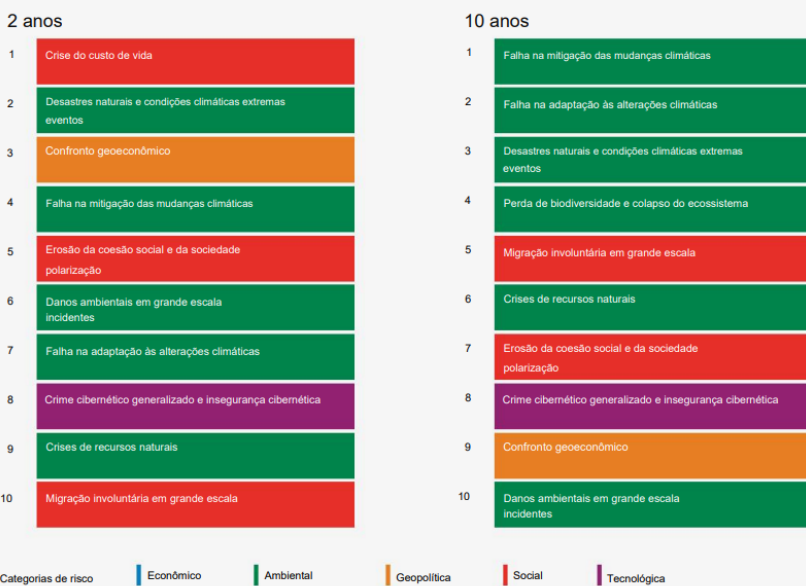 2 anos
1 Crise do custo de vida
2 Desastres naturais e condições climáticas extremas
eventos
3 Confronto geoeconômico
4 Falha na mitigação das mudanças climáticas
5 Erosão da coesão social e da sociedade
polarização
6 Danos ambientais em grande escala
incidentes
7 Falha na adaptação às alterações climáticas
8 Crime cibernético generalizado e insegurança cibernética
9 Crises de recursos naturais
10 Migração involuntária em grande escala
10 anos
1 Falha na mitigação das mudanças climáticas
2 Falha na adaptação às alterações climáticas
3 Desastres naturais e condições climáticas extremas
eventos
4 Perda de biodiversidade e colapso do ecossistema
5 Migração involuntária em grande escala
6 Crises de recursos naturais
7 Erosão da coesão social e da sociedade
polarização
8 Crime cibernético generalizado e insegurança cibernética
9 Confronto geoeconômico
10 Danos ambientais em grande escala
incidentes
Categorias de risco Econômico Ambiental Geopolítica Social Tecnológica